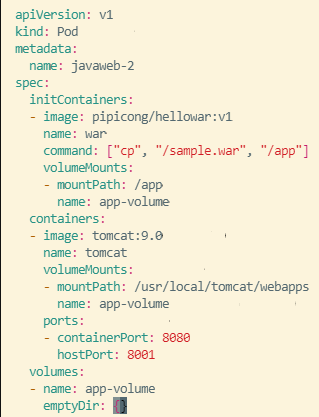 apiVersion: v1
kind: Pod
metadata:
  name: javaweb-2
spec:
  initContainers:
  - image: pipicong/hellowar:v1
    name: war
    command: ["cp", "/sample.war", "/app"]
    volumeMounts:
    - mountPath: /app
      name: app-volume
  containers:
  - image: tomcat:9.0
    name: tomcat
    volumeMounts:
    - mountPath: /usr/local/tomcat/webapps
      name: app-volume
    ports:
    - containerPort: 8080
      hostPort: 8001
  volumes:
  - name: app-volume
    emptyDir: {}